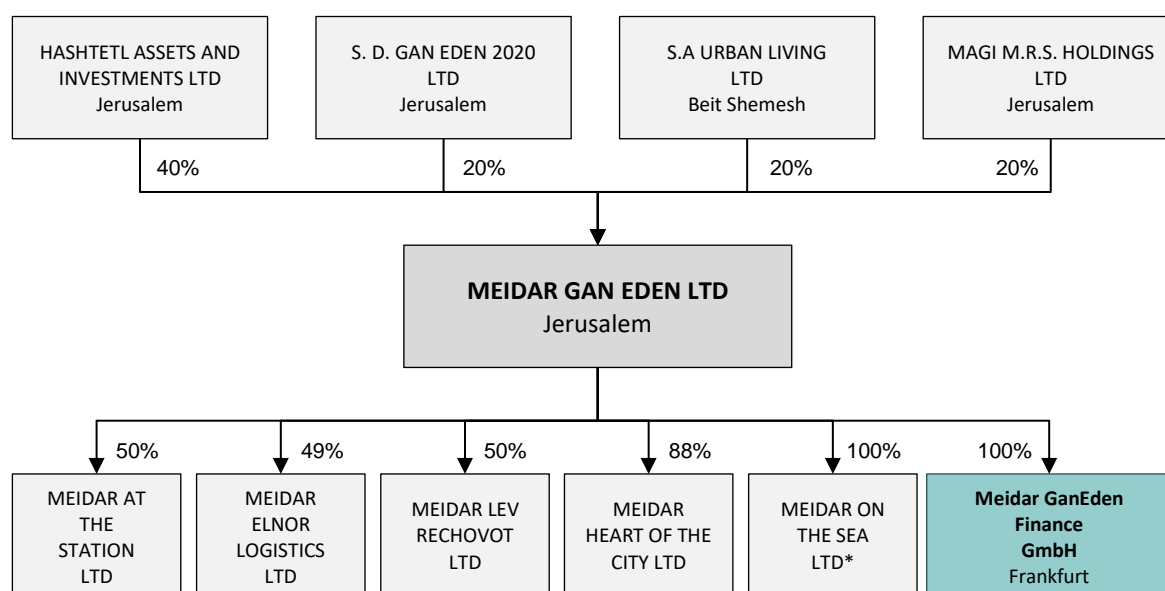 HASHTETL ASSETS AND
INVESTMENTS LTD
Jerusalem
S. D. GAN EDEN 2020
LTD
Jerusalem
S.A URBAN LIVING
LTD
Beit Shemesh
MAGI M.R.S. HOLDINGS
LTD
Jerusalem
40%
20%
20%
20%
MEIDAR GAN EDEN LTD
Jerusalem
50%
49%
50%
88%
100%
100%
MEIDAR AT
THE
STATION
LTD
MEIDAR
ELNOR
LOGISTICS
LTD
MEIDAR LEV
RECHOVOT
LTD
MEIDAR
HEART OF THE
CITY LTD
MEIDAR ON
THE SEA
LTD*
Meidar GanEden
Finance
GmbH
Frankfurt